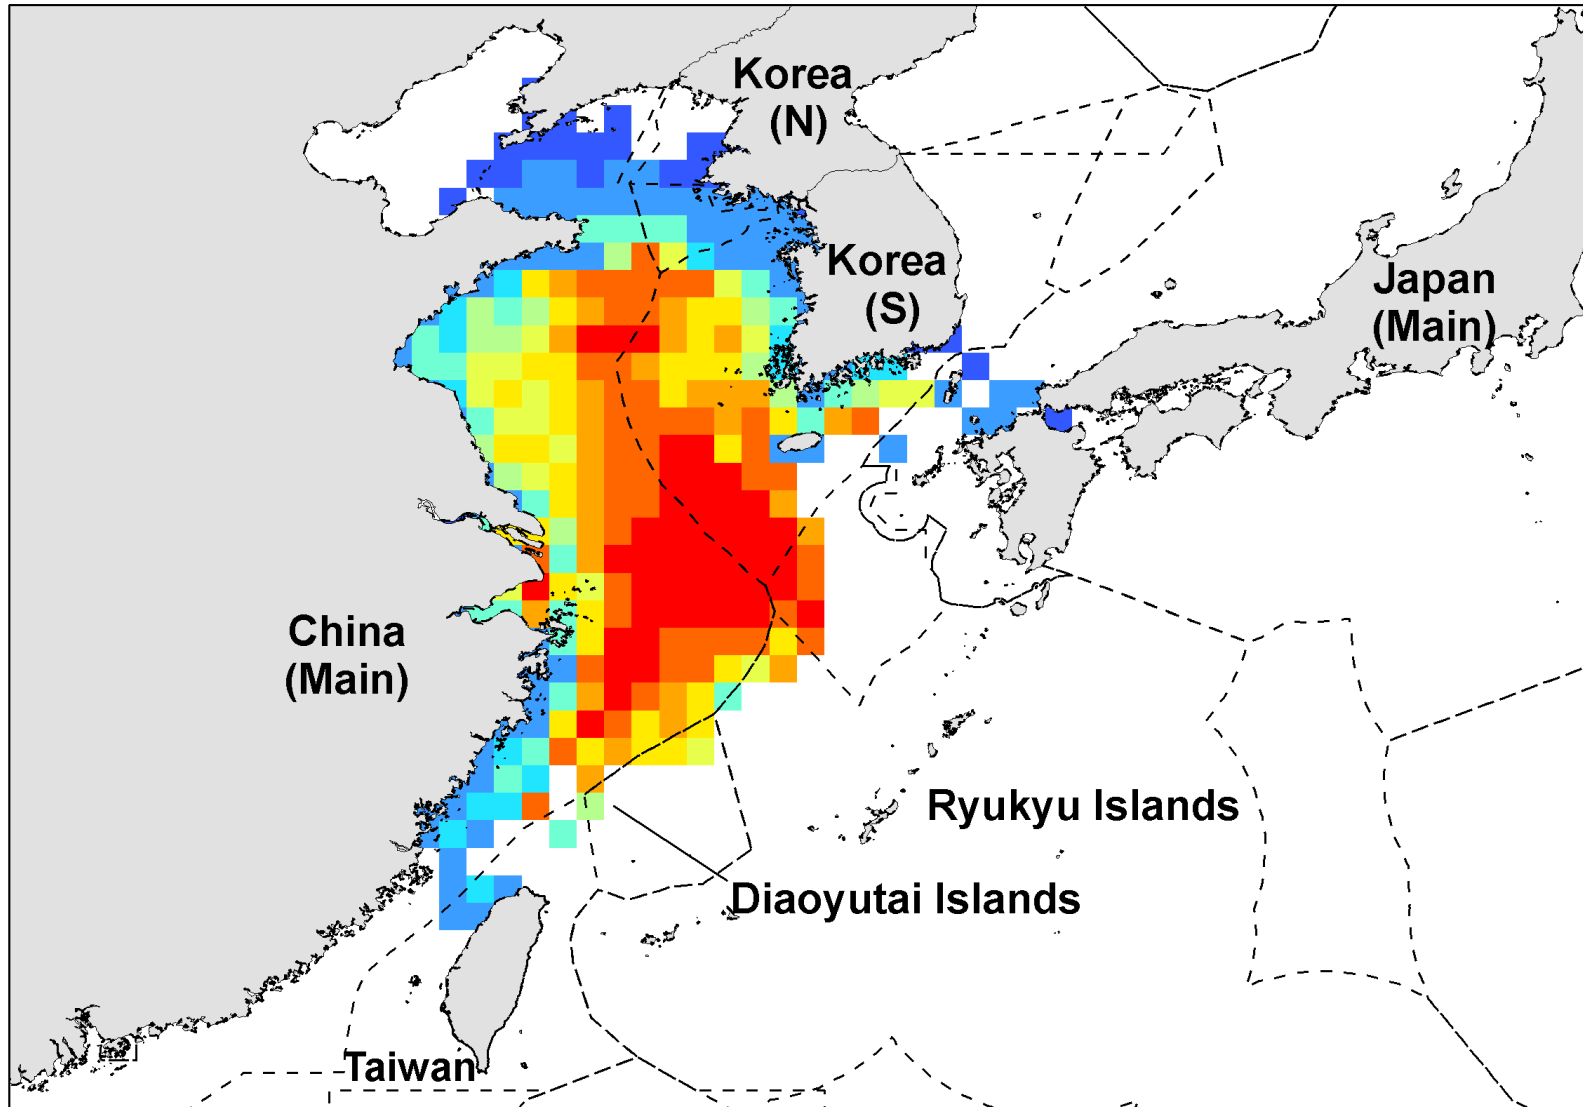 Korea
(N)
Korea
(S)
Japan
(Main)
China
(Main)
Ryukyu Islands
Diaoyutai Islands
Taiwan